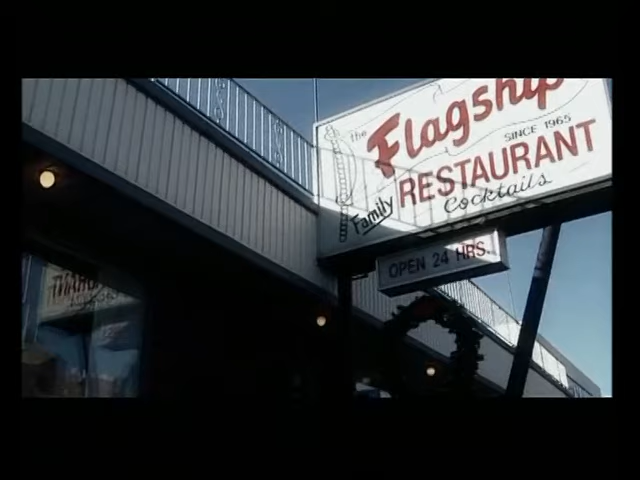 the Flagship
SINCE 1965
Family RESTAURANT
Cocktails
OPEN 24 HRS.